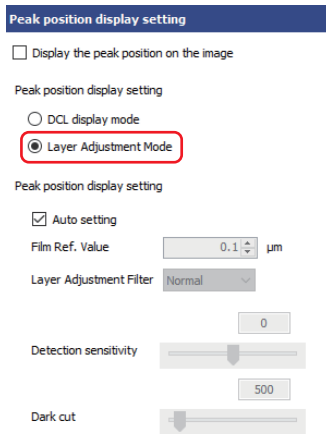 Peak position display setting
Display the peak position on the image
Peak position display setting
DCL display mode
Layer Adjustment Mode
Peak position display setting
Auto setting
Film Ref. Value 0.1 μm
Layer Adjustment Filter Normal
0
Detection sensitivity
500
Dark cut